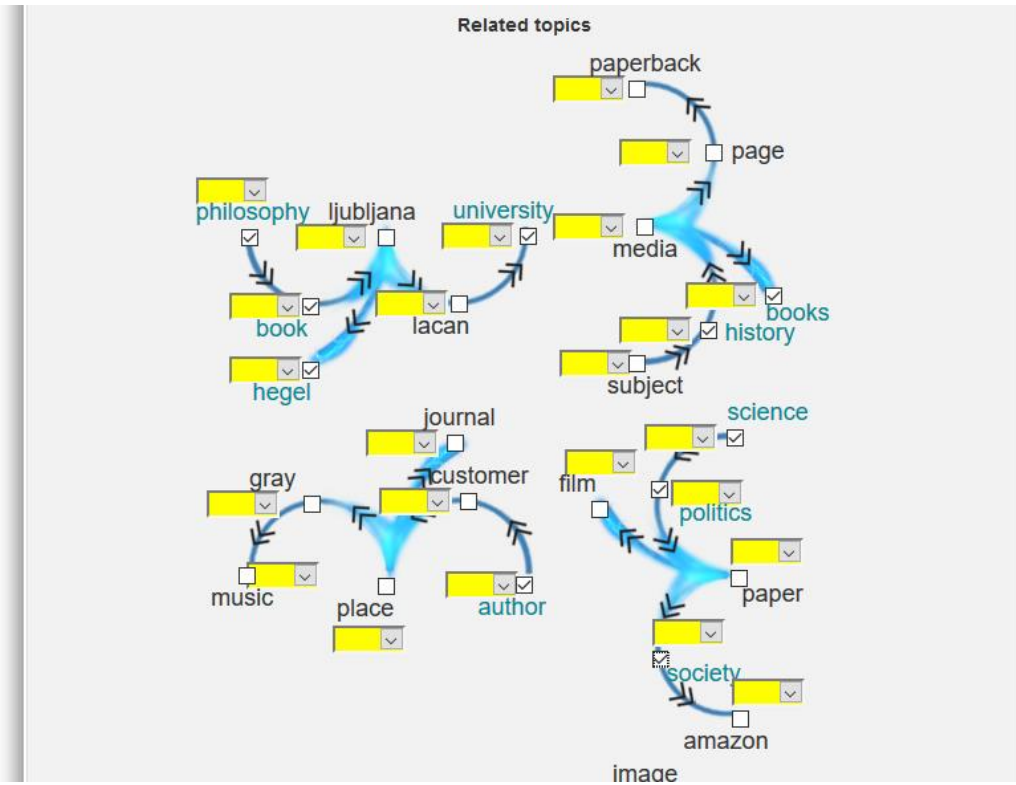 Related topics
paperback
page
philosophy
ljubljana
university
media
book
lacan
books
history
hegel
subject
journal
science
gray
customer
film
politics
music
place
author
paper
society
amazon
image